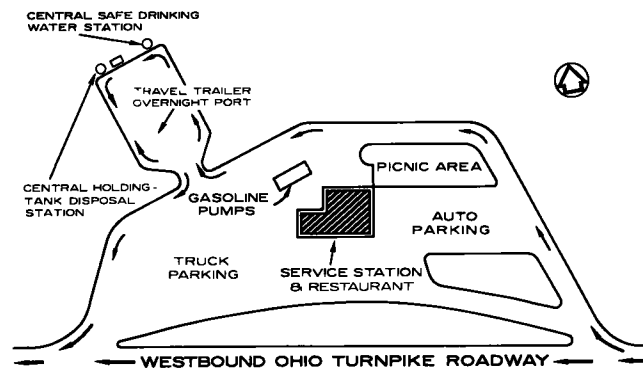 CENTRAL SAFE DRINKING
WATER STATION
TRAVEL TRAILER
OVERNIGHT PORT
CENTRAL HOLDING-
TANK DISPOSAL
STATION
GASOLINE
PUMPS
PICNIC AREA
AUTO
PARKING
TRUCK
PARKING
SERVICE STATION
& RESTAURANT
WESTBOUND OHIO TURNPIKE ROADWAY